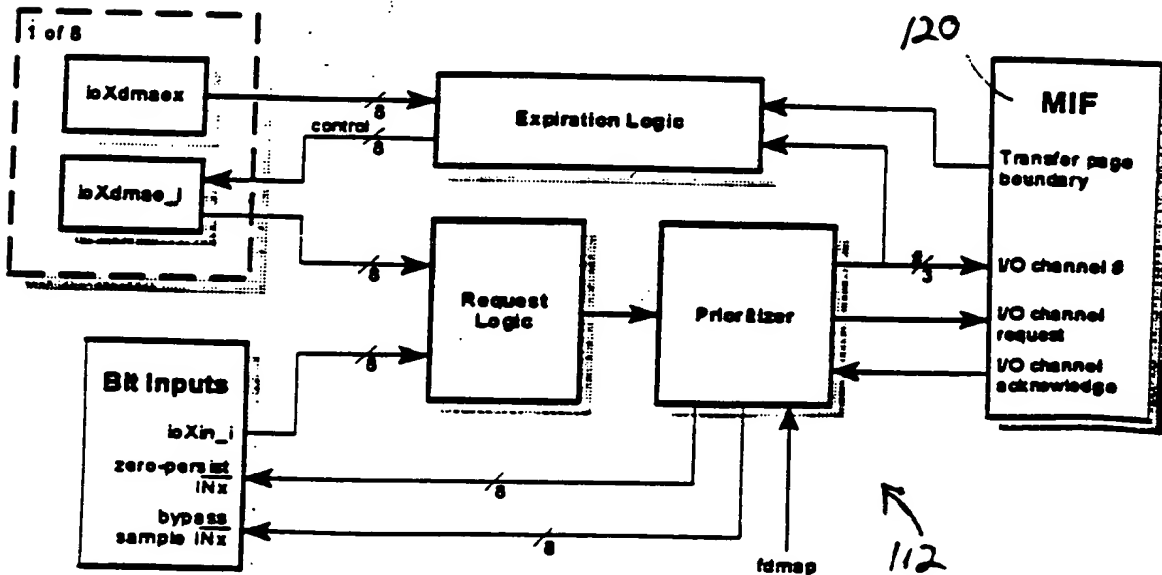 1 of 8
ioXdmaex
8
Expiration Logic
control
8
ioXdmae_i
8
Request
Logic
Prioritizer
120
MIF
Transfer page
boundary
I/O channel #
I/O channel
request
I/O channel
acknowledge
Bit Inputs
8
ioXin_i
zero-persist
INx
8
bypass
sample INx
8
fdmap
112